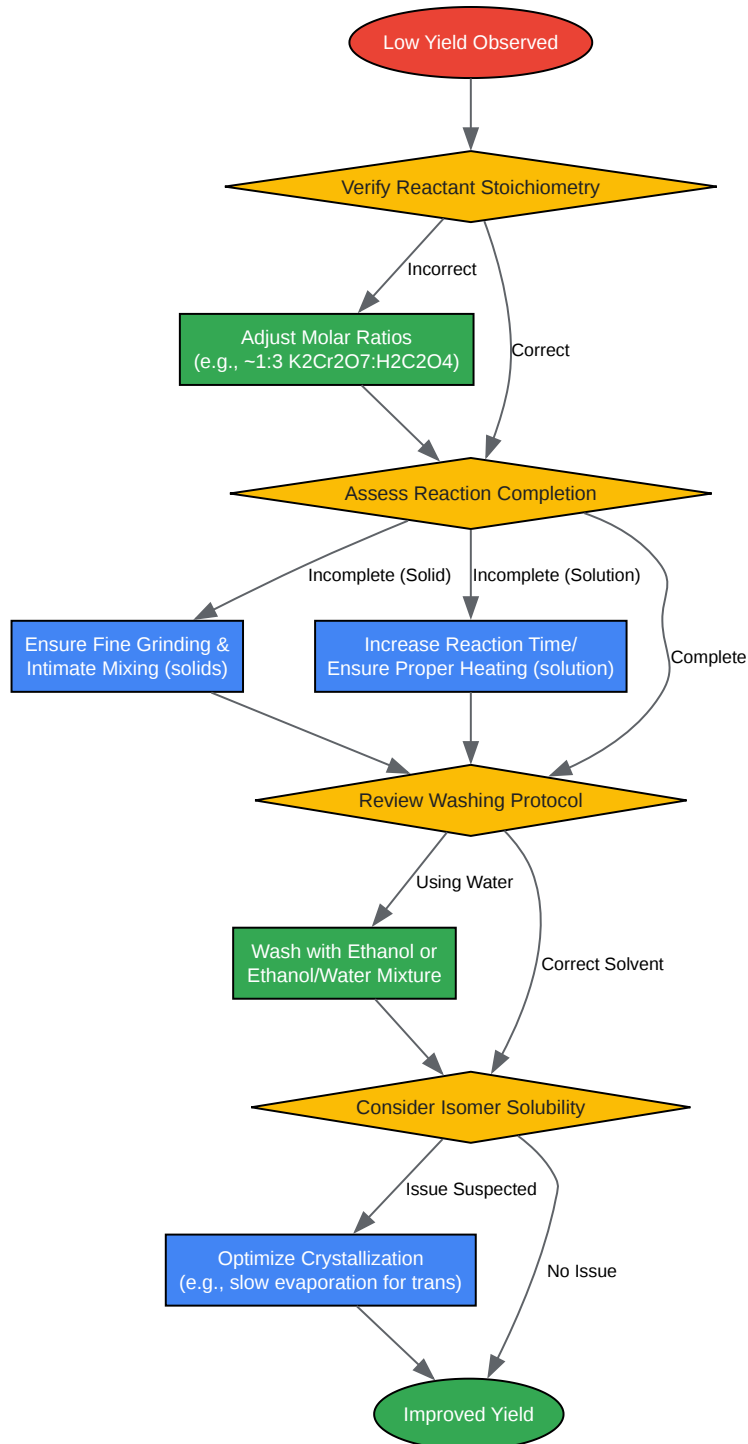 Low Yield Observed
Verify Reactant Stoichiometry
Incorrect
Adjust Molar Ratios
(e.g., ~1:3 K2Cr2O7:H2C2O4)
Correct
Assess Reaction Completion
Incomplete (Solid)
Incomplete (Solution)
Ensure Fine Grinding &
Intimate Mixing (solids)
Increase Reaction Time/
Ensure Proper Heating (solution)
Complete
Review Washing Protocol
Using Water
Wash with Ethanol or
Ethanol/Water Mixture
Correct Solvent
Consider Isomer Solubility
Issue Suspected
Optimize Crystallization
(e.g., slow evaporation for trans)
No Issue
Improved Yield